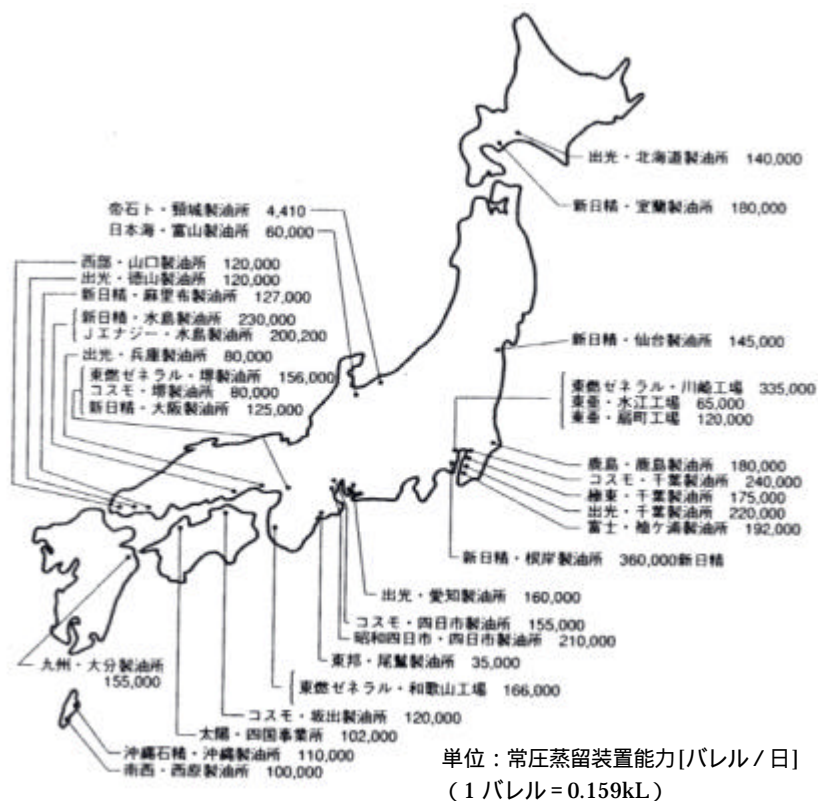 出光・北海道製油所 140,000
新日精・室蘭製油所 180,000
帝石ト・頸城製油所 4,410
日本海・富山製油所 60,000
西部・山口製油所 120,000
出光・徳山製油所 120,000
新日精・麻里布製油所 127,000
新日精・水島製油所 230,000
Jエナジー・水島製油所 200,200
出光・兵庫製油所 80,000
東燃ゼネラル・堺製油所 156,000
コスモ・堺製油所 80,000
新日精・大阪製油所 125,000
新日精・仙台製油所 145,000
東燃ゼネラル・川崎工場 335,000
東亜・水江工場 65,000
東亜・扇町工場 120,000
鹿島・鹿島製油所 180,000
コスモ・千葉製油所 240,000
極東・千葉製油所 175,000
出光・千葉製油所 220,000
富士・袖ケ浦製油所 192,000
新日精・根岸製油所 360,000新日精
出光・愛知製油所 160,000
コスモ・四日市製油所 155,000
昭和四日市・四日市製油所 210,000
東邦・尾鷲製油所 35,000
九州・大分製油所
155,000
東燃ゼネラル・和歌山工場 166,000
コスモ・坂出製油所 120,000
太陽・四国事業所 102,000
沖縄石精・沖縄製油所 110,000
南西・西原製油所 100,000
単位：常圧蒸留装置能力[バレル / 日]
( 1 バレル = 0.159kL )